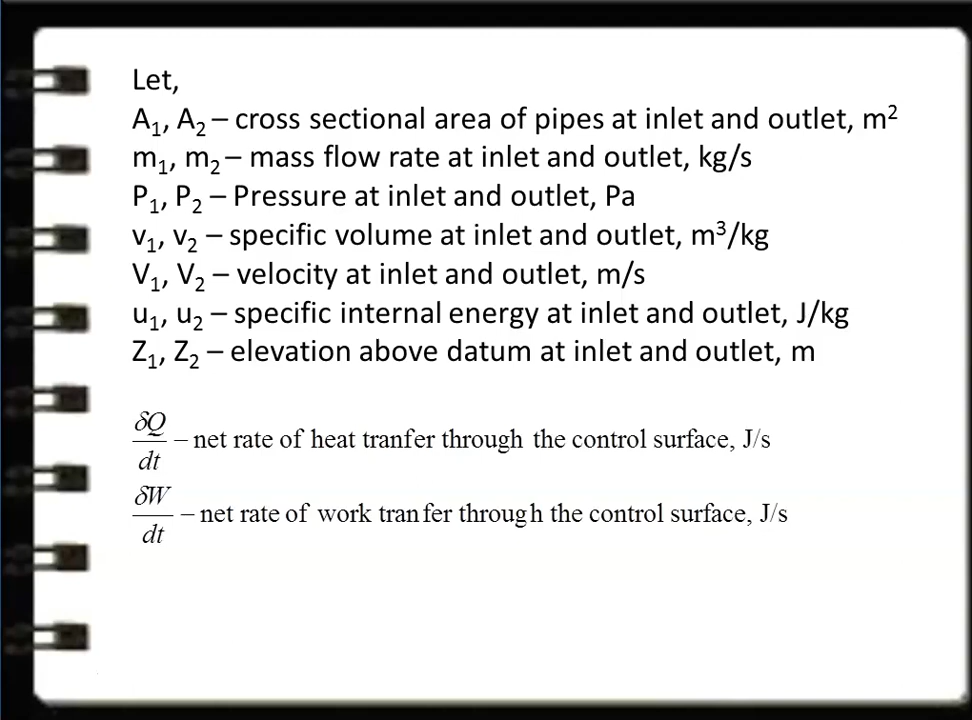 Let,
A₁, A₂ – cross sectional area of pipes at inlet and outlet, m²
m₁, m₂ – mass flow rate at inlet and outlet, kg/s
P₁, P₂ – Pressure at inlet and outlet, Pa
v₁, v₂ – specific volume at inlet and outlet, m³/kg
V₁, V₂ – velocity at inlet and outlet, m/s
u₁, u₂ – specific internal energy at inlet and outlet, J/kg
Z₁, Z₂ – elevation above datum at inlet and outlet, m
δQ/dt – net rate of heat tranfer through the control surface, J/s
δW/dt – net rate of work tranfer through the control surface, J/s